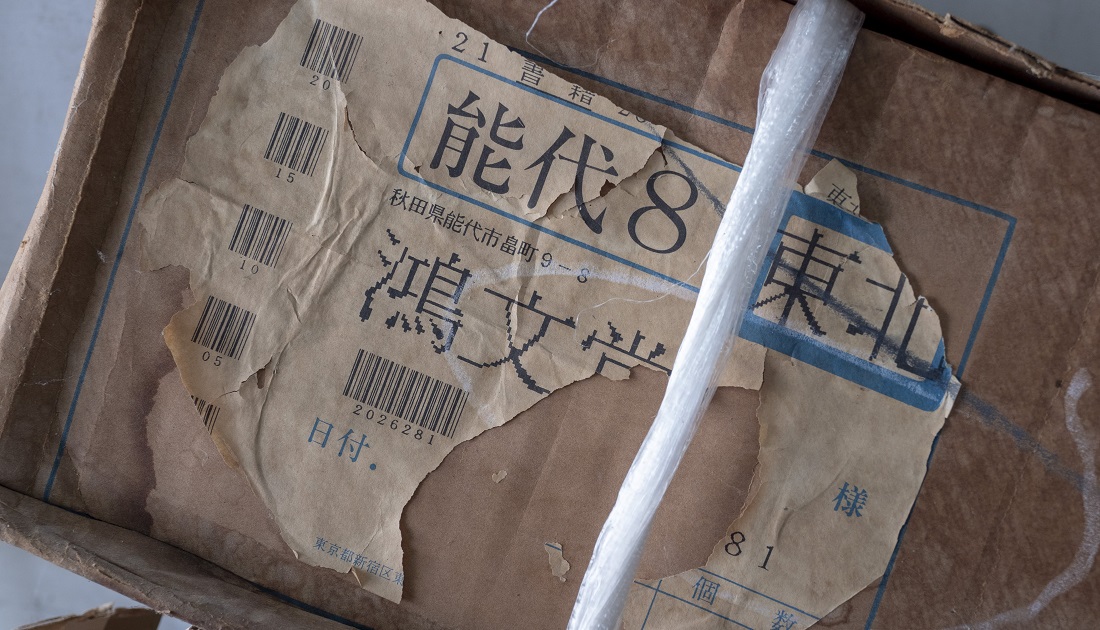 20
15
10
05
21 書籍
能代8
秋田県能代市畠町9-8
鴻文堂
東北
2026281
日付.
様
東京都新宿区東
81
個数